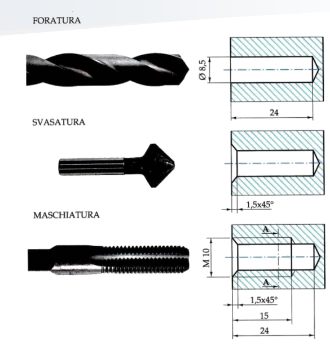 FORATURA
Ø 8,5
24
SVASATURA
1,5x45°
MASCHIATURA
A
M 10
A
1,5x45°
15
24